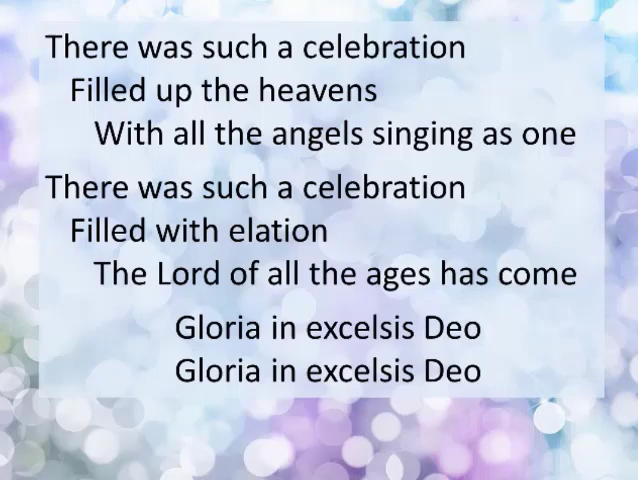 There was such a celebration
Filled up the heavens
With all the angels singing as one
There was such a celebration
Filled with elation
The Lord of all the ages has come
Gloria in excelsis Deo
Gloria in excelsis Deo